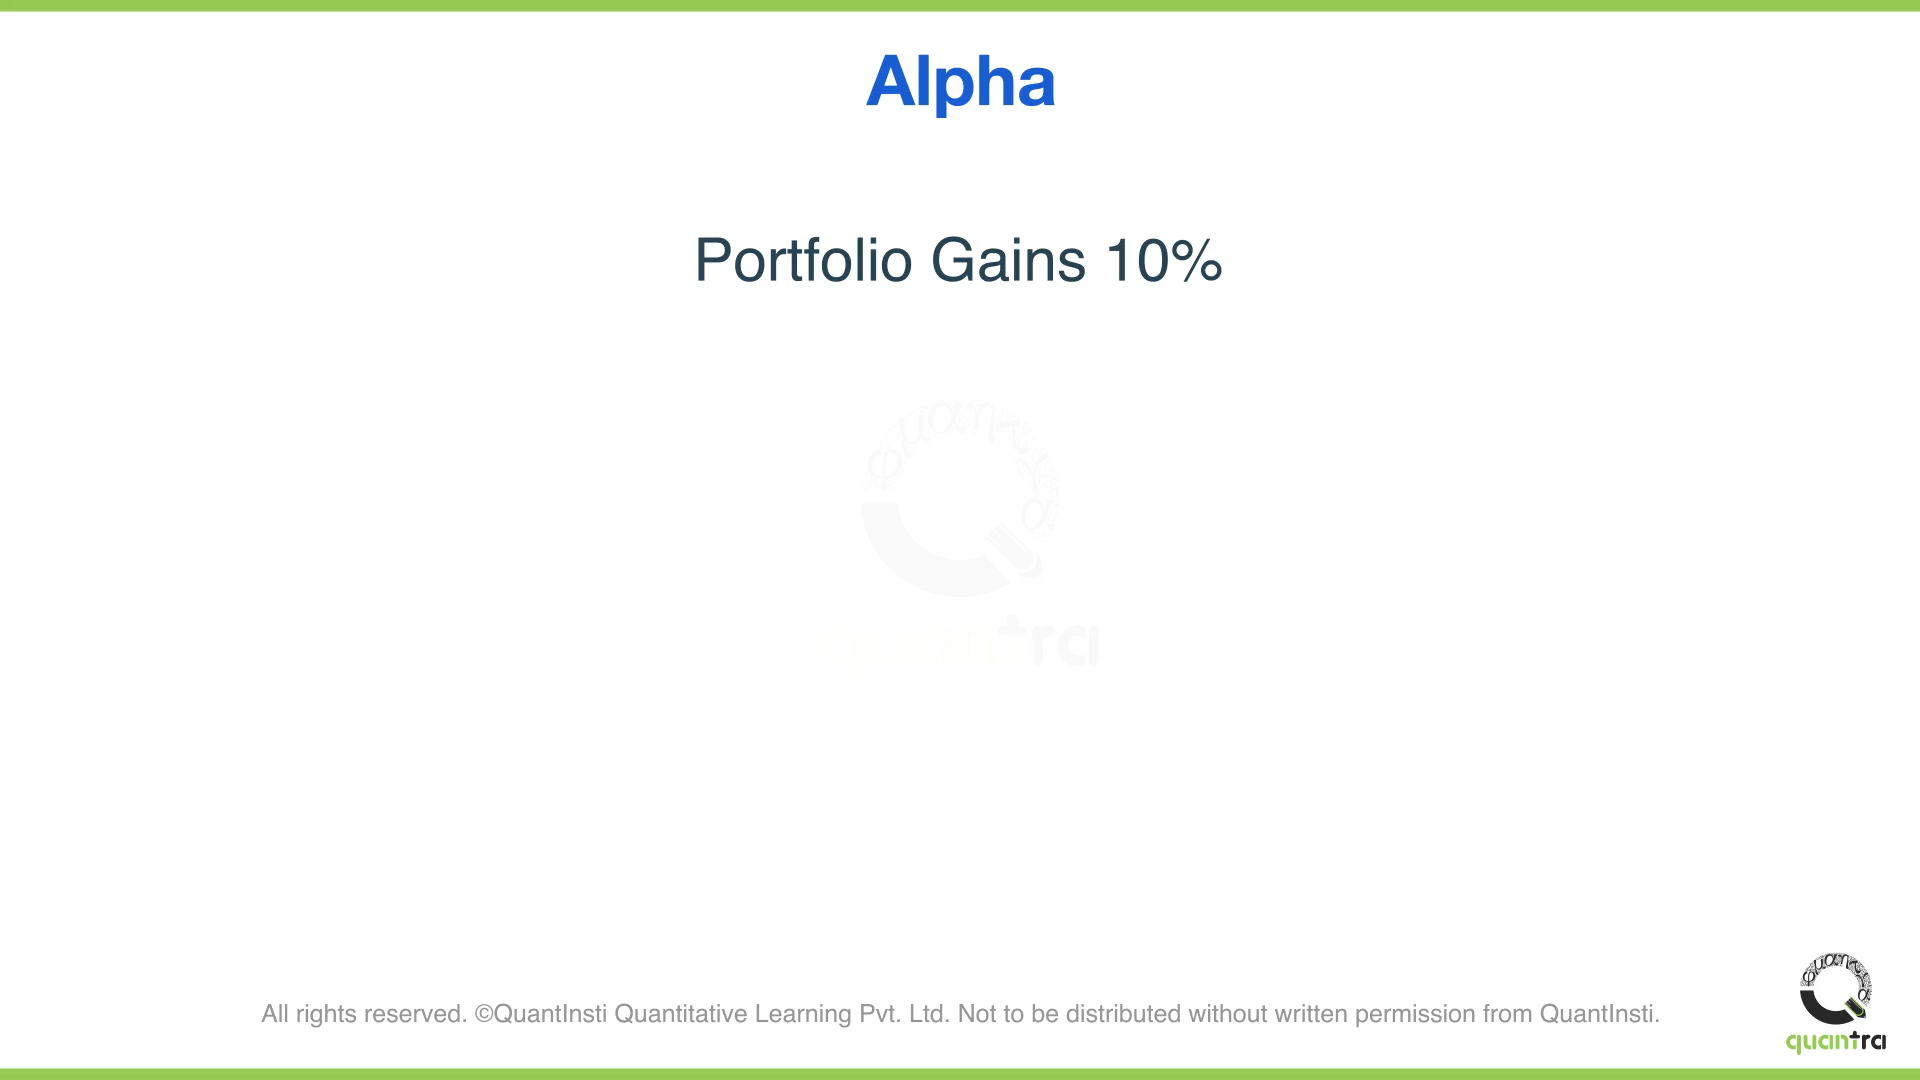 Alpha
Portfolio Gains 10%
quantra
All rights reserved. ©QuantInsti Quantitative Learning Pvt. Ltd. Not to be distributed without written permission from QuantInsti.
quantra